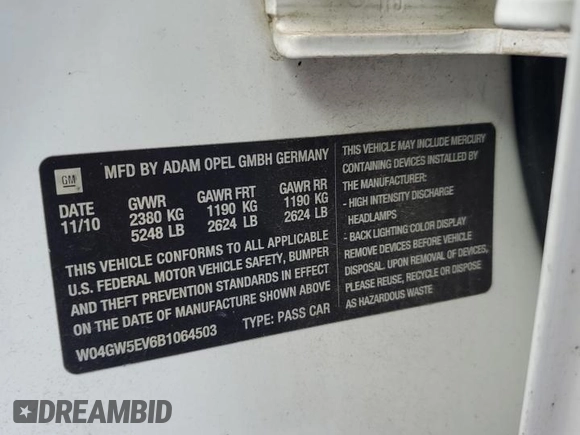 GM
MFD BY ADAM OPEL GMBH GERMANY
DATE GVWR GAWR FRT GAWR RR
11/10 2380 KG 1190 KG 1190 KG
5248 LB 2624 LB 2624 LB
THIS VEHICLE CONFORMS TO ALL APPLICABLE
U.S. FEDERAL MOTOR VEHICLE SAFETY, BUMPER
AND THEFT PREVENTION STANDARDS IN EFFECT
ON THE DATE OF MANUFACTURE SHOWN ABOVE
W04GW5EV6B1064503 TYPE: PASS CAR
THIS VEHICLE MAY INCLUDE MERCURY
CONTAINING DEVICES INSTALLED BY
THE MANUFACTURER:
- HIGH INTENSITY DISCHARGE
HEADLAMPS
- BACK LIGHTING COLOR DISPLAY
REMOVE DEVICES BEFORE VEHICLE
DISPOSAL. UPON REMOVAL OF DEVICES,
PLEASE REUSE, RECYCLE OR DISPOSE
AS HAZARDOUS WASTE
DREAMBID